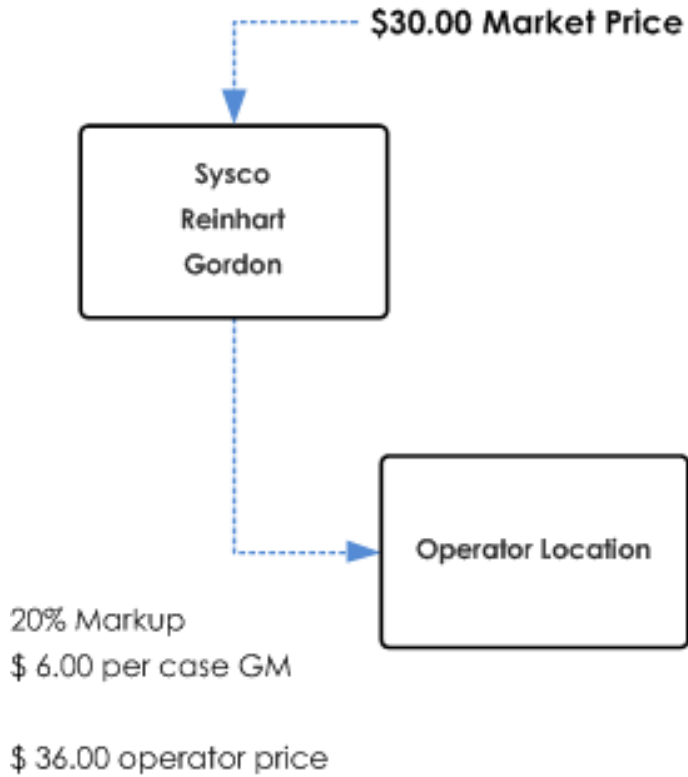 $30.00 Market Price
Sysco
Reinhart
Gordon
Operator Location
20% Markup
$ 6.00 per case GM
$ 36.00 operator price